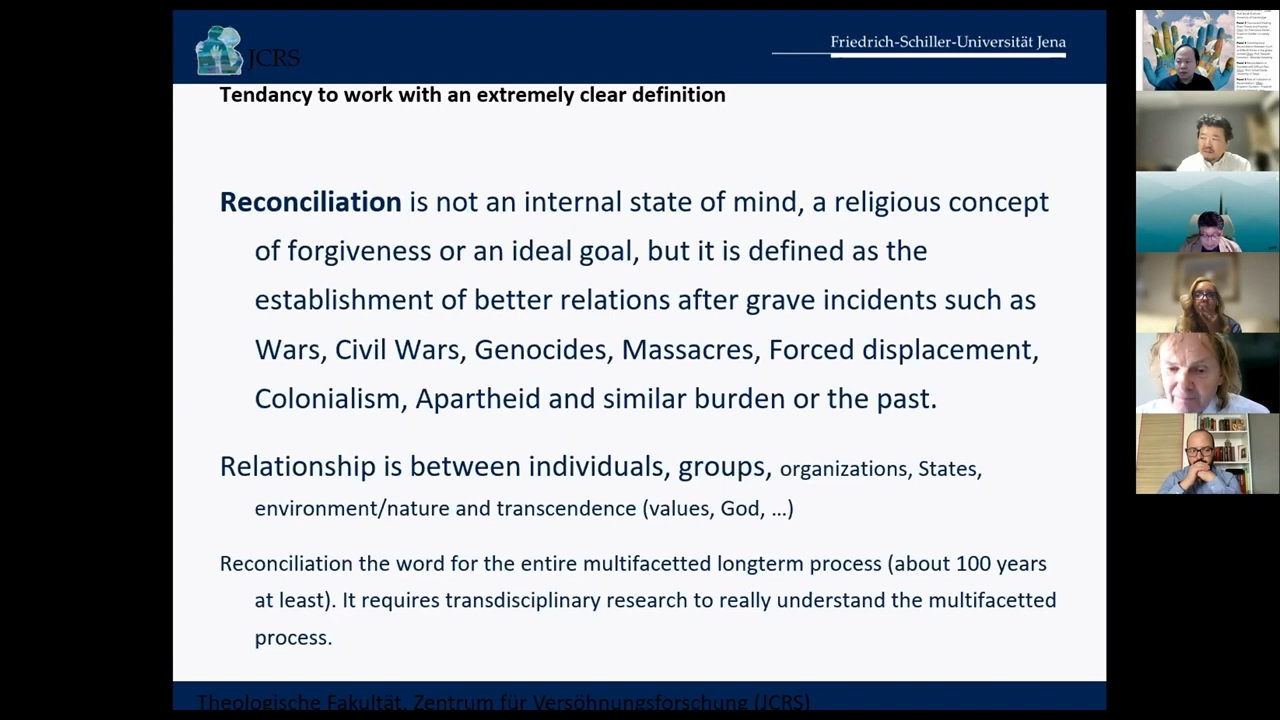 JCRS
Friedrich-Schiller-Universität Jena
Tendancy to work with an extremely clear definition
Reconciliation is not an internal state of mind, a religious concept
of forgiveness or an ideal goal, but it is defined as the
establishment of better relations after grave incidents such as
Wars, Civil Wars, Genocides, Massacres, Forced displacement,
Colonialism, Apartheid and similar burden or the past.
Relationship is between individuals, groups, organizations, States,
environment/nature and transcendence (values, God, ...)
Reconciliation the word for the entire multifacetted longterm process (about 100 years
at least). It requires transdisciplinary research to really understand the multifacetted
process.
Theologische Fakultät, Zentrum für Versöhnungsforschung (JCRS)